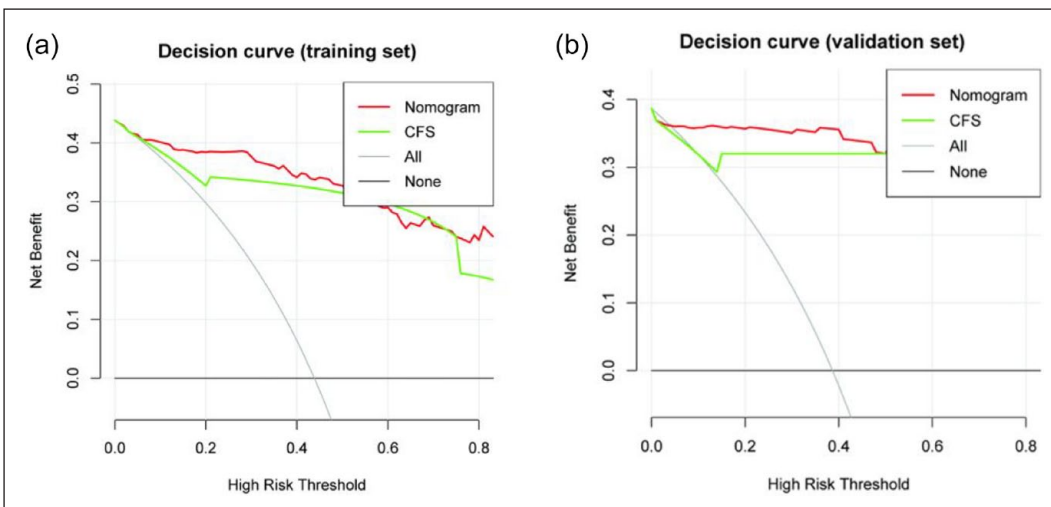 (a)
Decision curve (training set)
Nomogram
CFS
All
None
Net Benefit
0.5
0.4
0.3
0.2
0.1
0.0
0.0 0.2 0.4 0.6 0.8
High Risk Threshold
(b)
Decision curve (validation set)
Nomogram
CFS
All
None
Net Benefit
0.4
0.3
0.2
0.1
0.0
0.0 0.2 0.4 0.6 0.8
High Risk Threshold